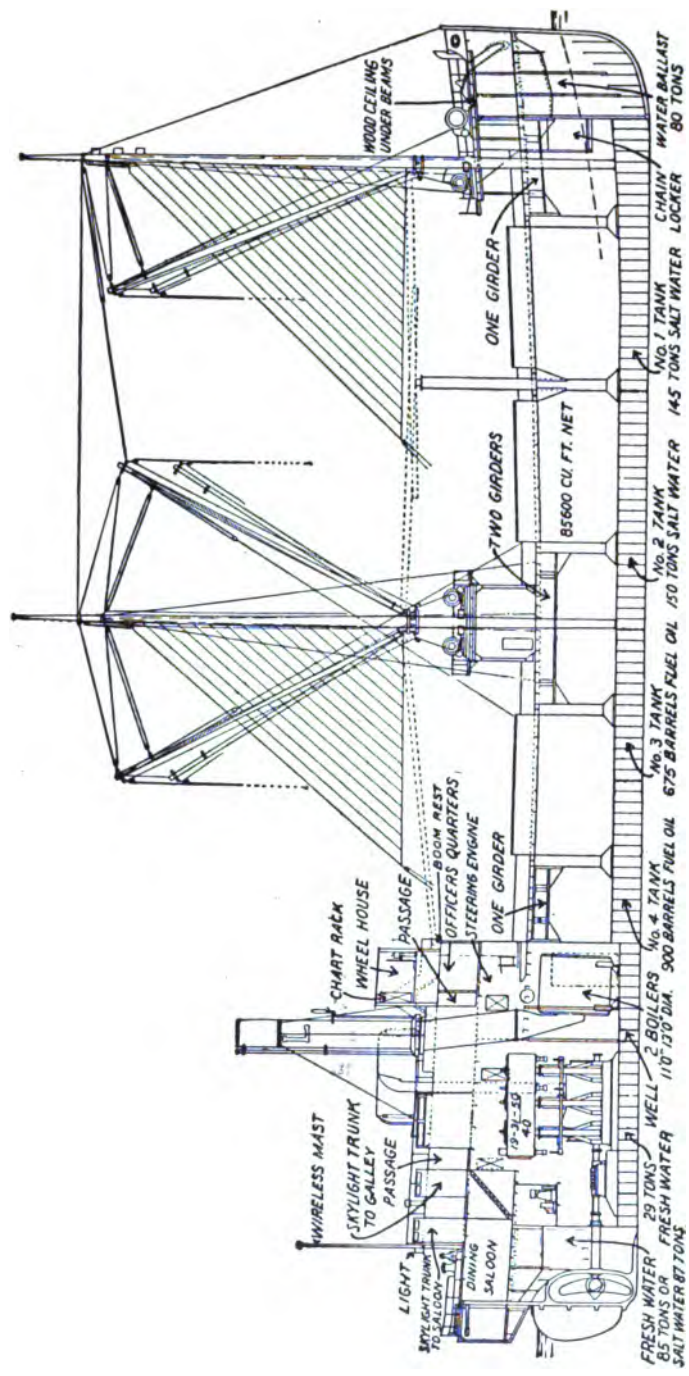 WIRELESS MAST
CHART RACK
WHEEL HOUSE
LIGHT
SKYLIGHT TRUNK
TO GALLEY
PASSAGE
SKYLIGHT TRUNK
TO SALOON
PASSAGE
BOOM REST
OFFICERS QUARTERS
STEERING ENGINE
ONE GIRDER
DINING
SALOON
19-31-50
40
TWO GIRDERS
85600 CU. FT. NET
ONE GIRDER
WOOD CEILING
UNDER BEAMS
FRESH WATER
85 TONS OR
SALT WATER 87 TONS
29 TONS
FRESH WATER
WELL
2 BOILERS
11'0"-13'0 DIA.
No. 4 TANK
900 BARRELS FUEL OIL
No. 3 TANK
675 BARRELS FUEL OIL
No. 2 TANK
150 TONS SALT WATER
No. 1 TANK
145 TONS SALT WATER
CHAIN
LOCKER
WATER BALLAST
80 TONS